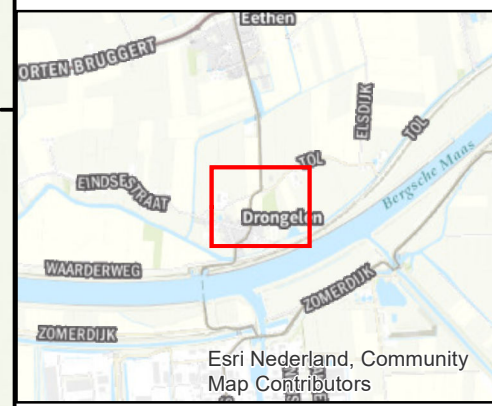 Eethen
ORTEN BRUGGERT
ELSDIJK
TOL
TOL
EINDSESTRAAT
Bergsche Maas
Drongelen
WAARDERWEG
ZOMERDIJK
ZOMERDIJK
Esri Nederland, Community
Map Contributors